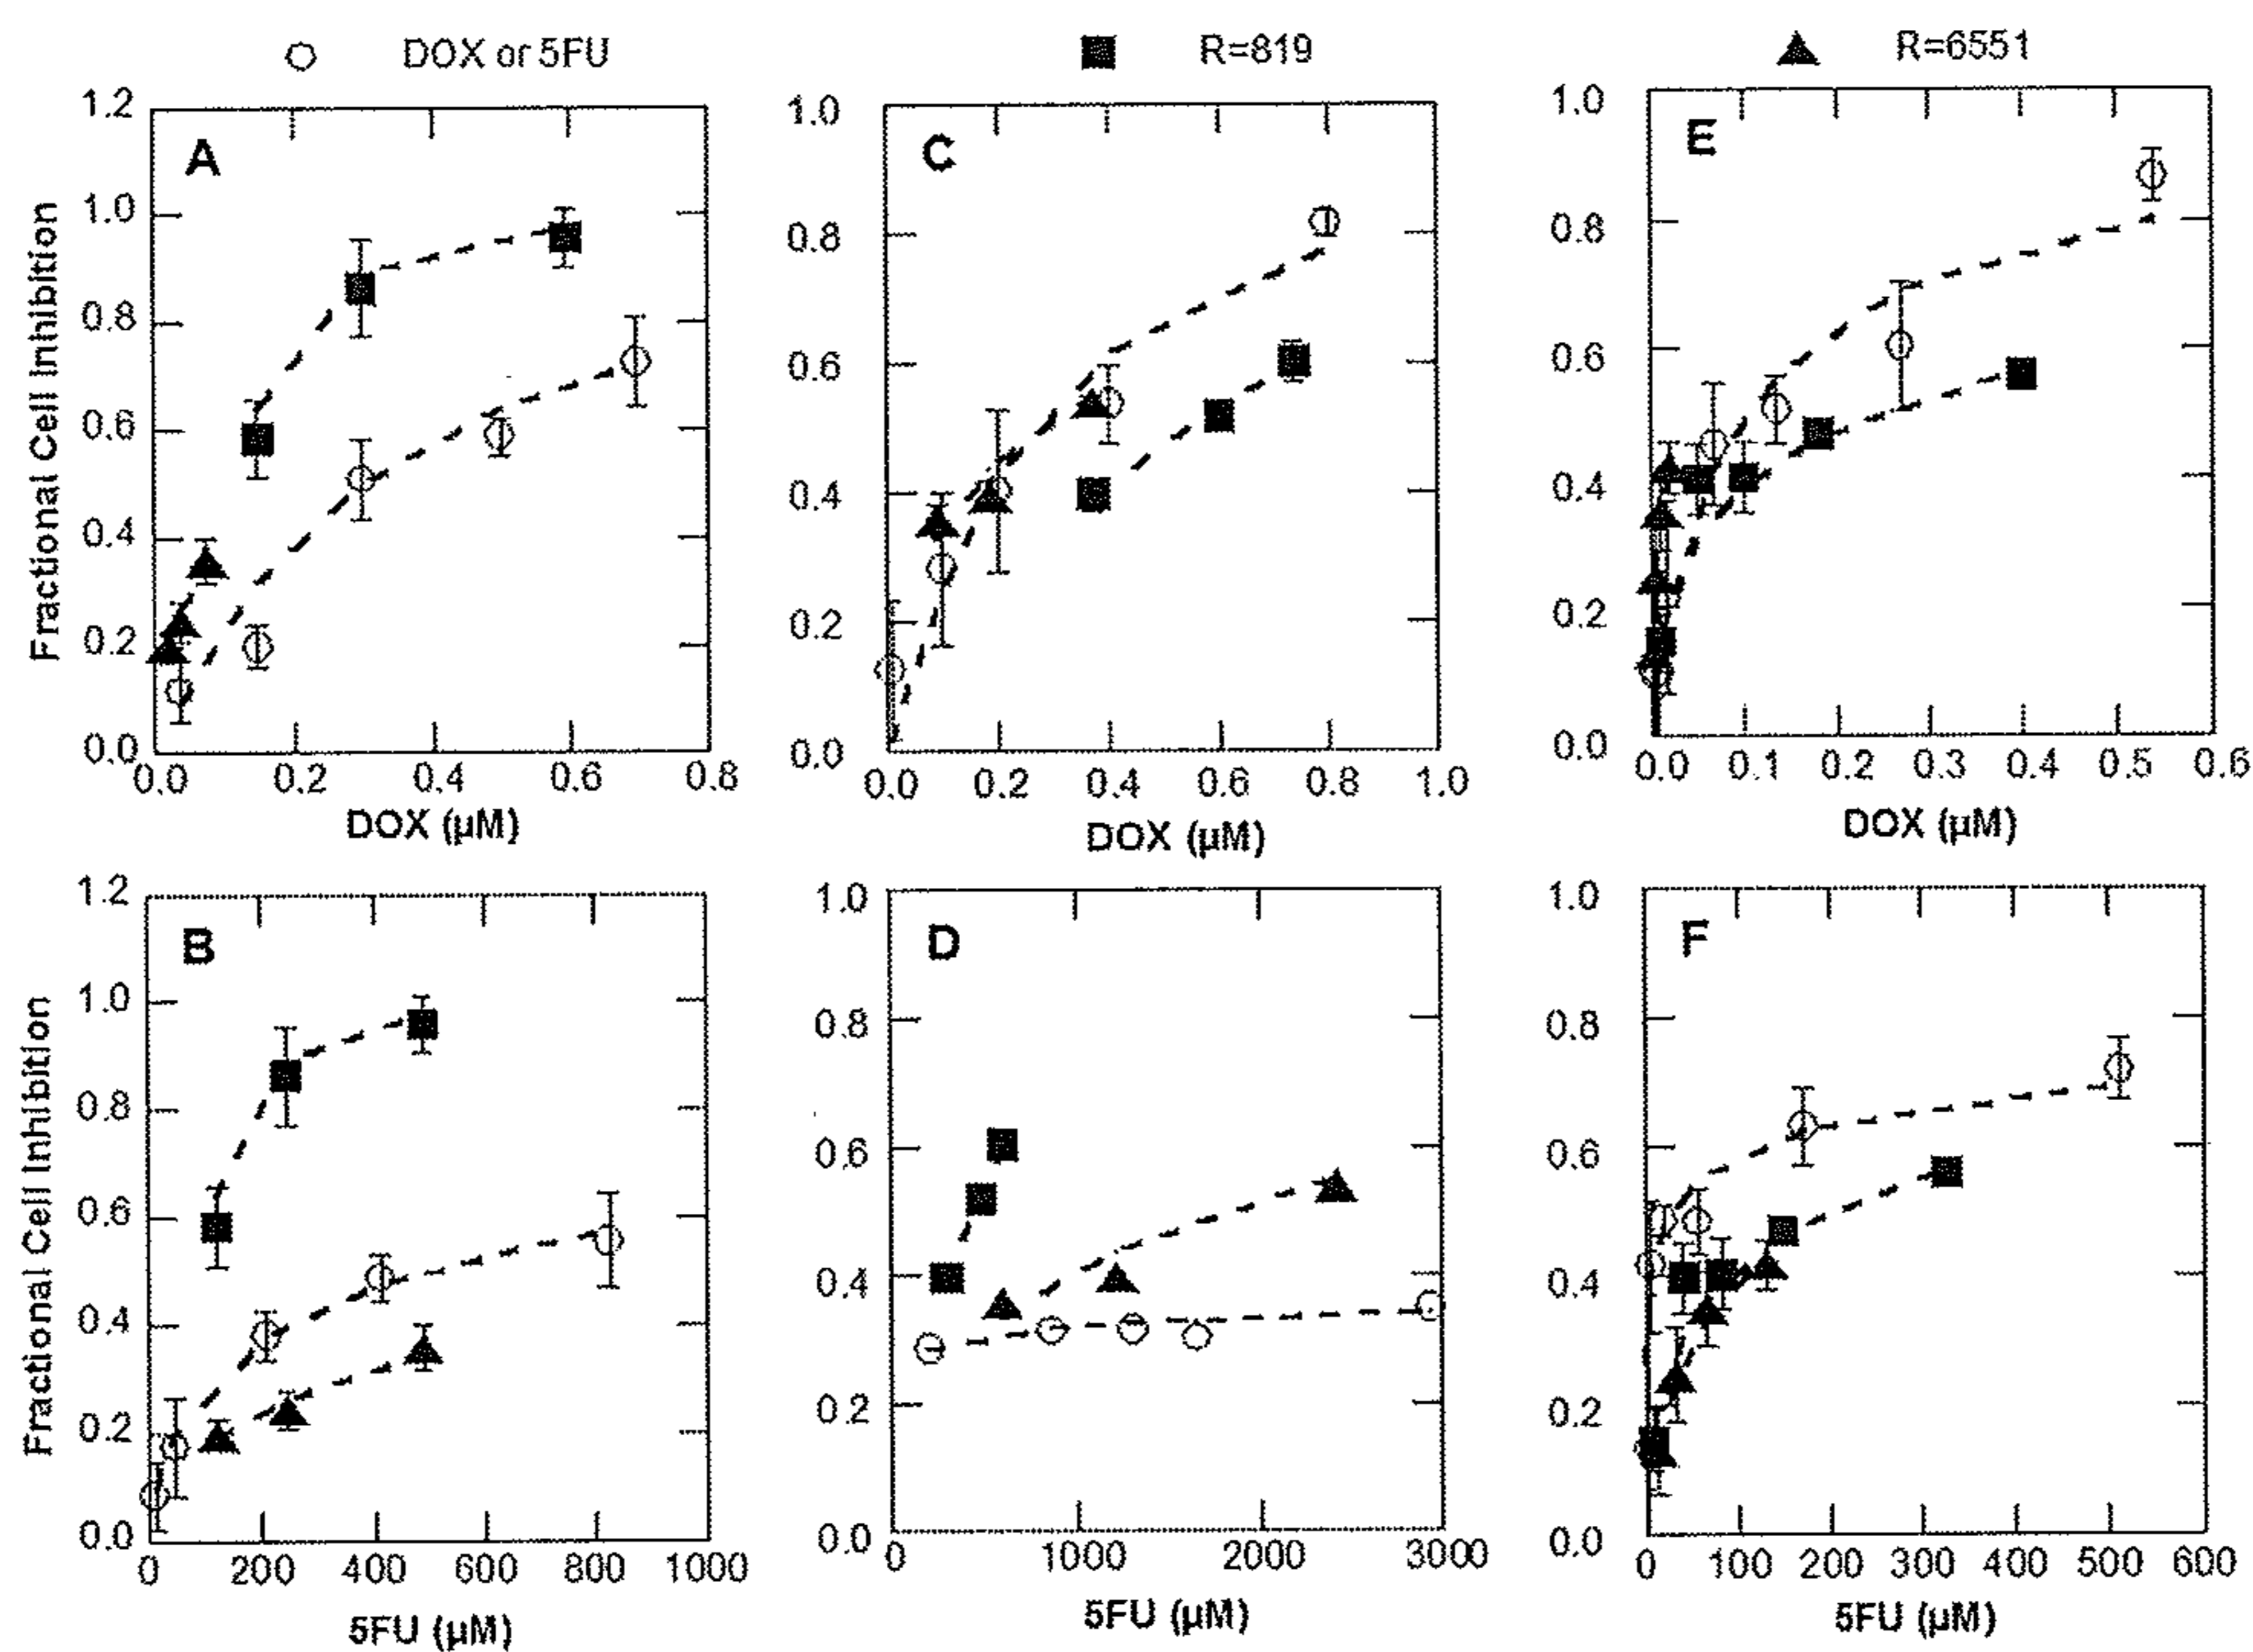 DOX or 5FU R=819 R=6551
A C E
1.2 1.0 0.8 0.6 0.4 0.2 0.0
1.0 0.8 0.6 0.4 0.2 0.0
1.0 0.8 0.6 0.4 0.2 0.0
Fractional Cell Inhibition
0.0 0.2 0.4 0.6 0.8
0.0 0.2 0.4 0.6 0.8 1.0
0.0 0.1 0.2 0.3 0.4 0.5 0.6
DOX (µM) DOX (µM) DOX (µM)
B D F
1.2 1.0 0.8 0.6 0.4 0.2 0.0
1.0 0.8 0.6 0.4 0.2 0.0
1.0 0.8 0.6 0.4 0.2 0.0
Fractional Cell Inhibition
0 200 400 600 800 1000
0 1000 2000 3000
0 100 200 300 400 500 600
5FU (µM) 5FU (µM) 5FU (µM)